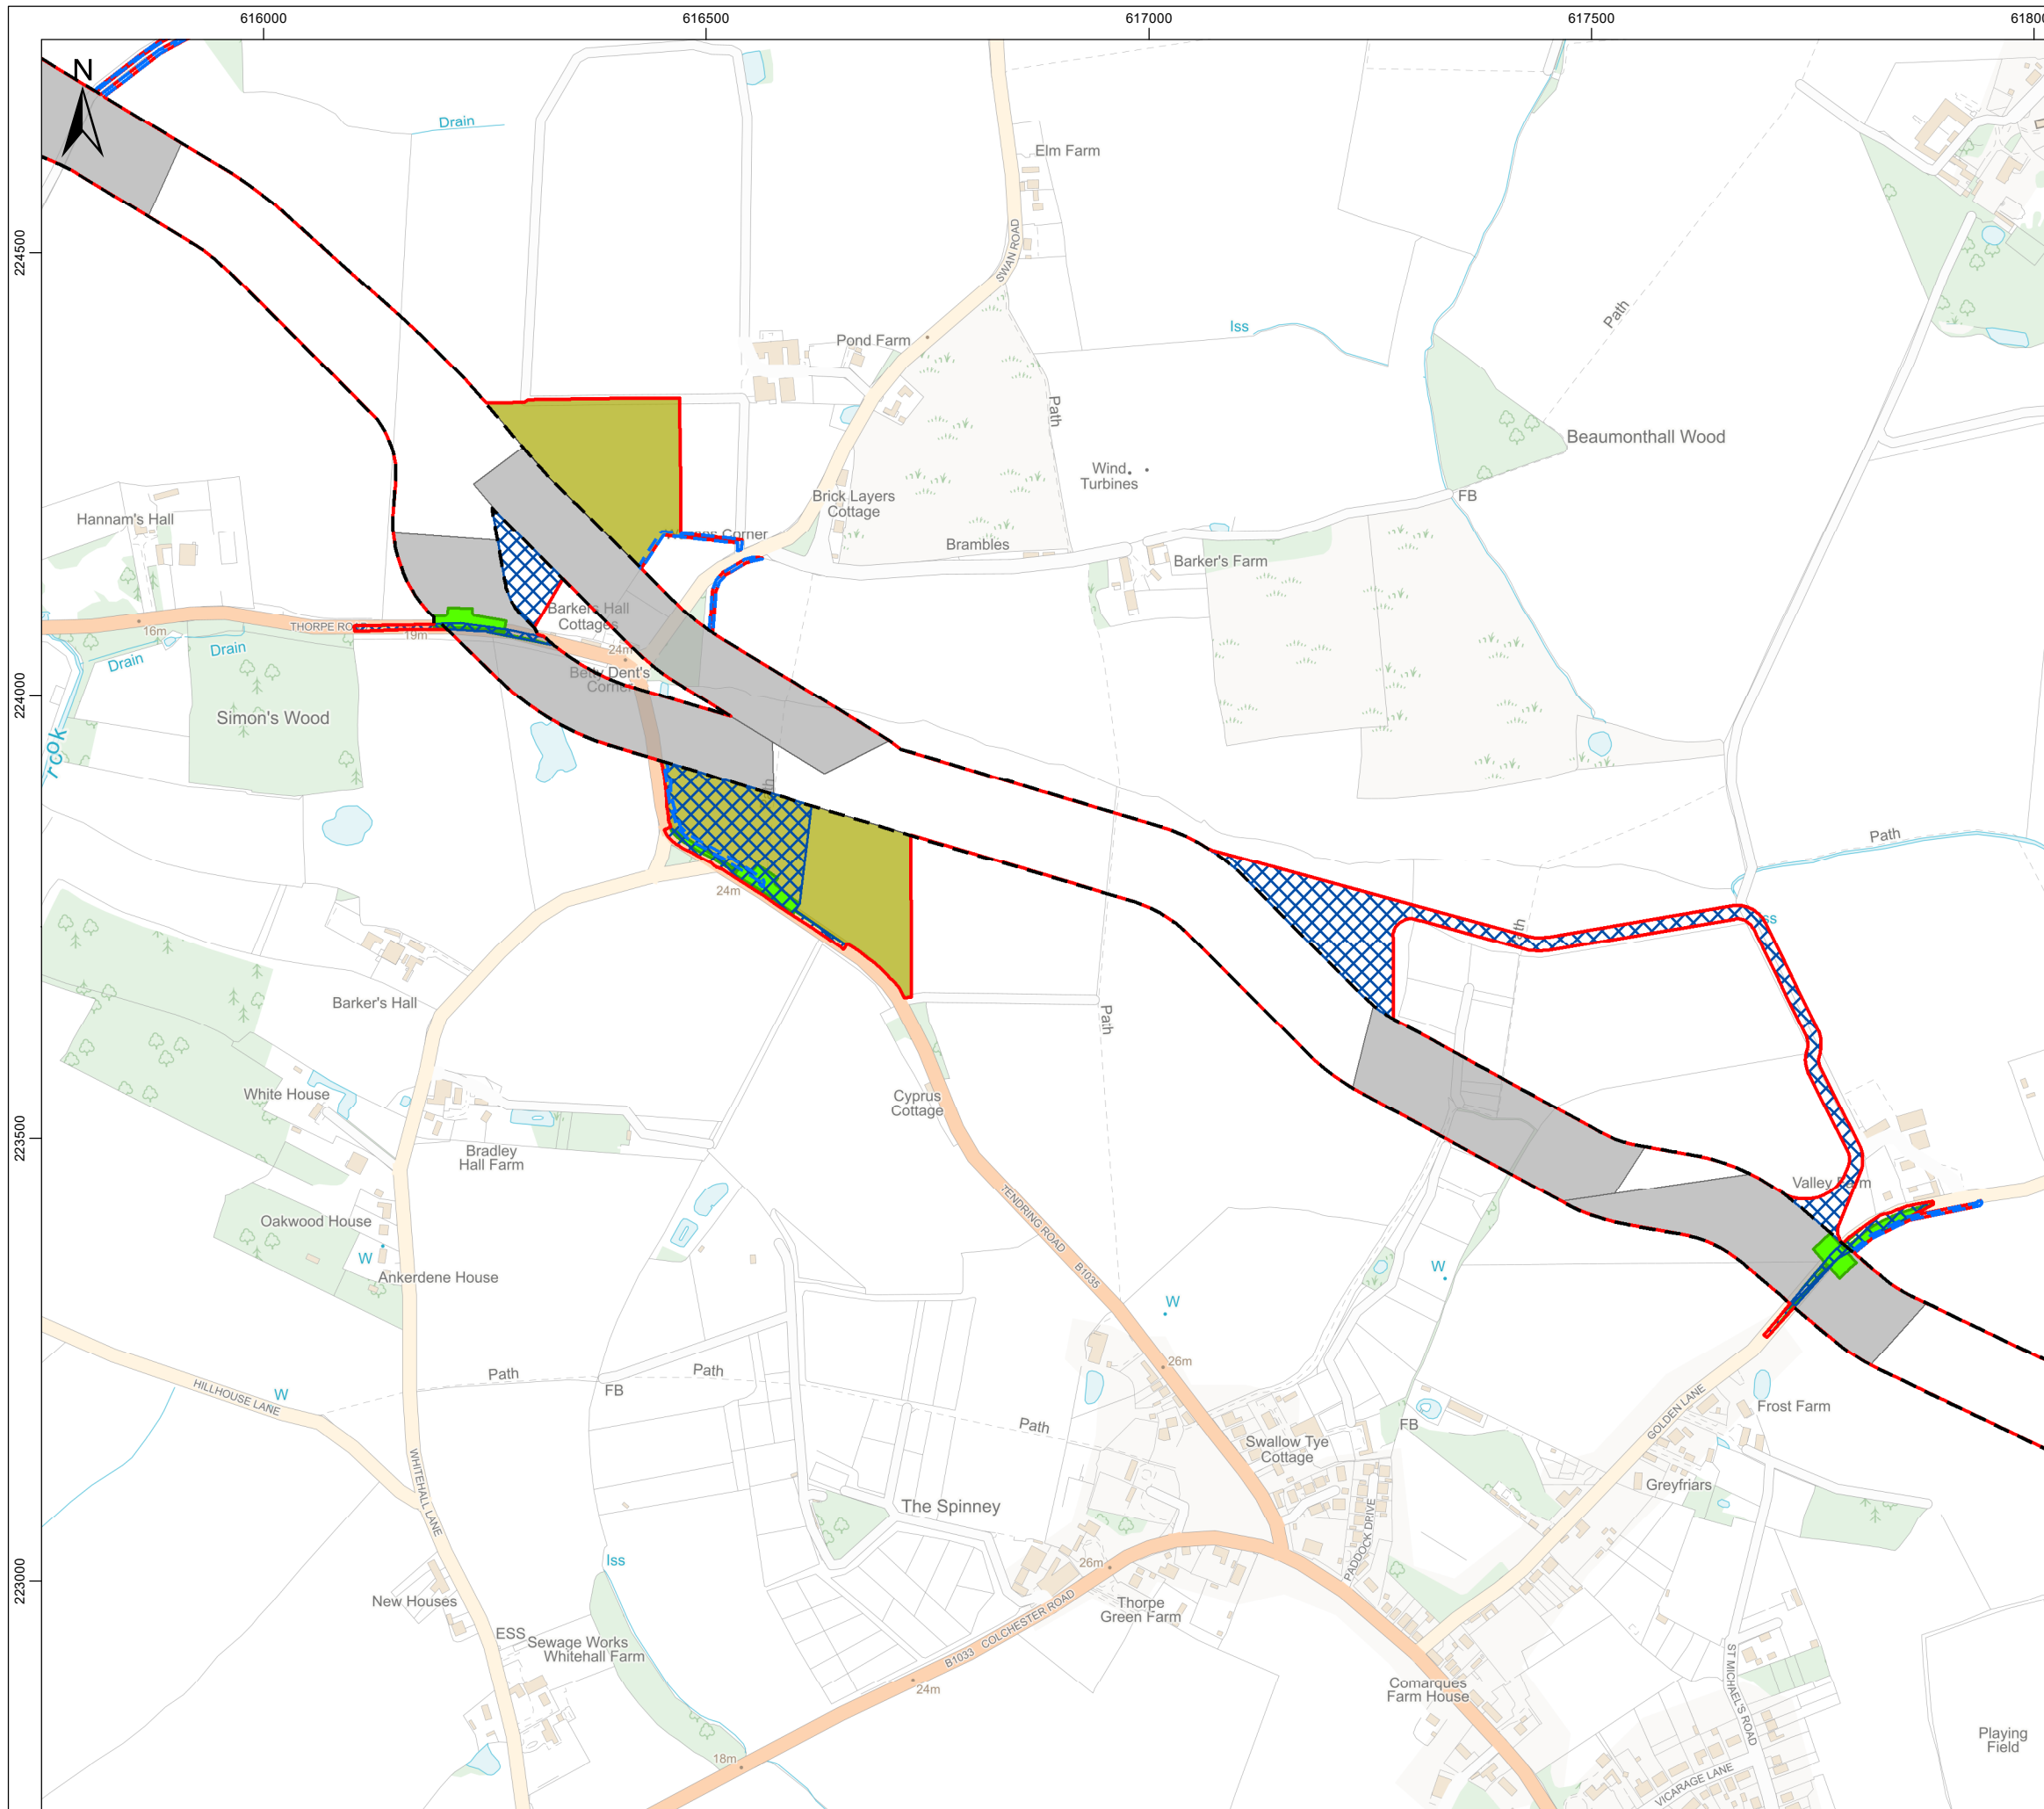 616000
616500
617000
617500
N
Drain
Elm Farm
SWAN ROAD
224500
Iss
Path
Pond Farm
Path
Beaumonthall Wood
Wind
Turbines
Brick Layers
Cottage
FB
Hannam's Hall
Corner
Brambles
Barker's Farm
Barkers Hall
Cottages
16m
THORPE RO
19m
Drain
Drain
24m
Betty Dent's
Corner
224000
Simon's Wood
Path
24m
Path
Barker's Hall
Path
White House
Cyprus
Cottage
223500
Bradley
Hall Farm
Valley Farm
TENDRING ROAD
B1035
Oakwood House
W
Ankerdene House
W
W
26m
Path
Path
FB
HILLHOUSE LANE
W
Path
FB
GOLDEN LANE
Frost Farm
Swallow Tye
Cottage
WHITEHALL LANE
The Spinney
Greyfriars
PADDOCK DRIVE
Iss
26m
223000
New Houses
Thorpe
Green Farm
B1033 COLCHESTER ROAD
ESS
Sewage Works
Whitehall Farm
24m
Comarques
Farm House
ST MICHAEL'S ROAD
Playing
Field
18m
VICARAGE LANE